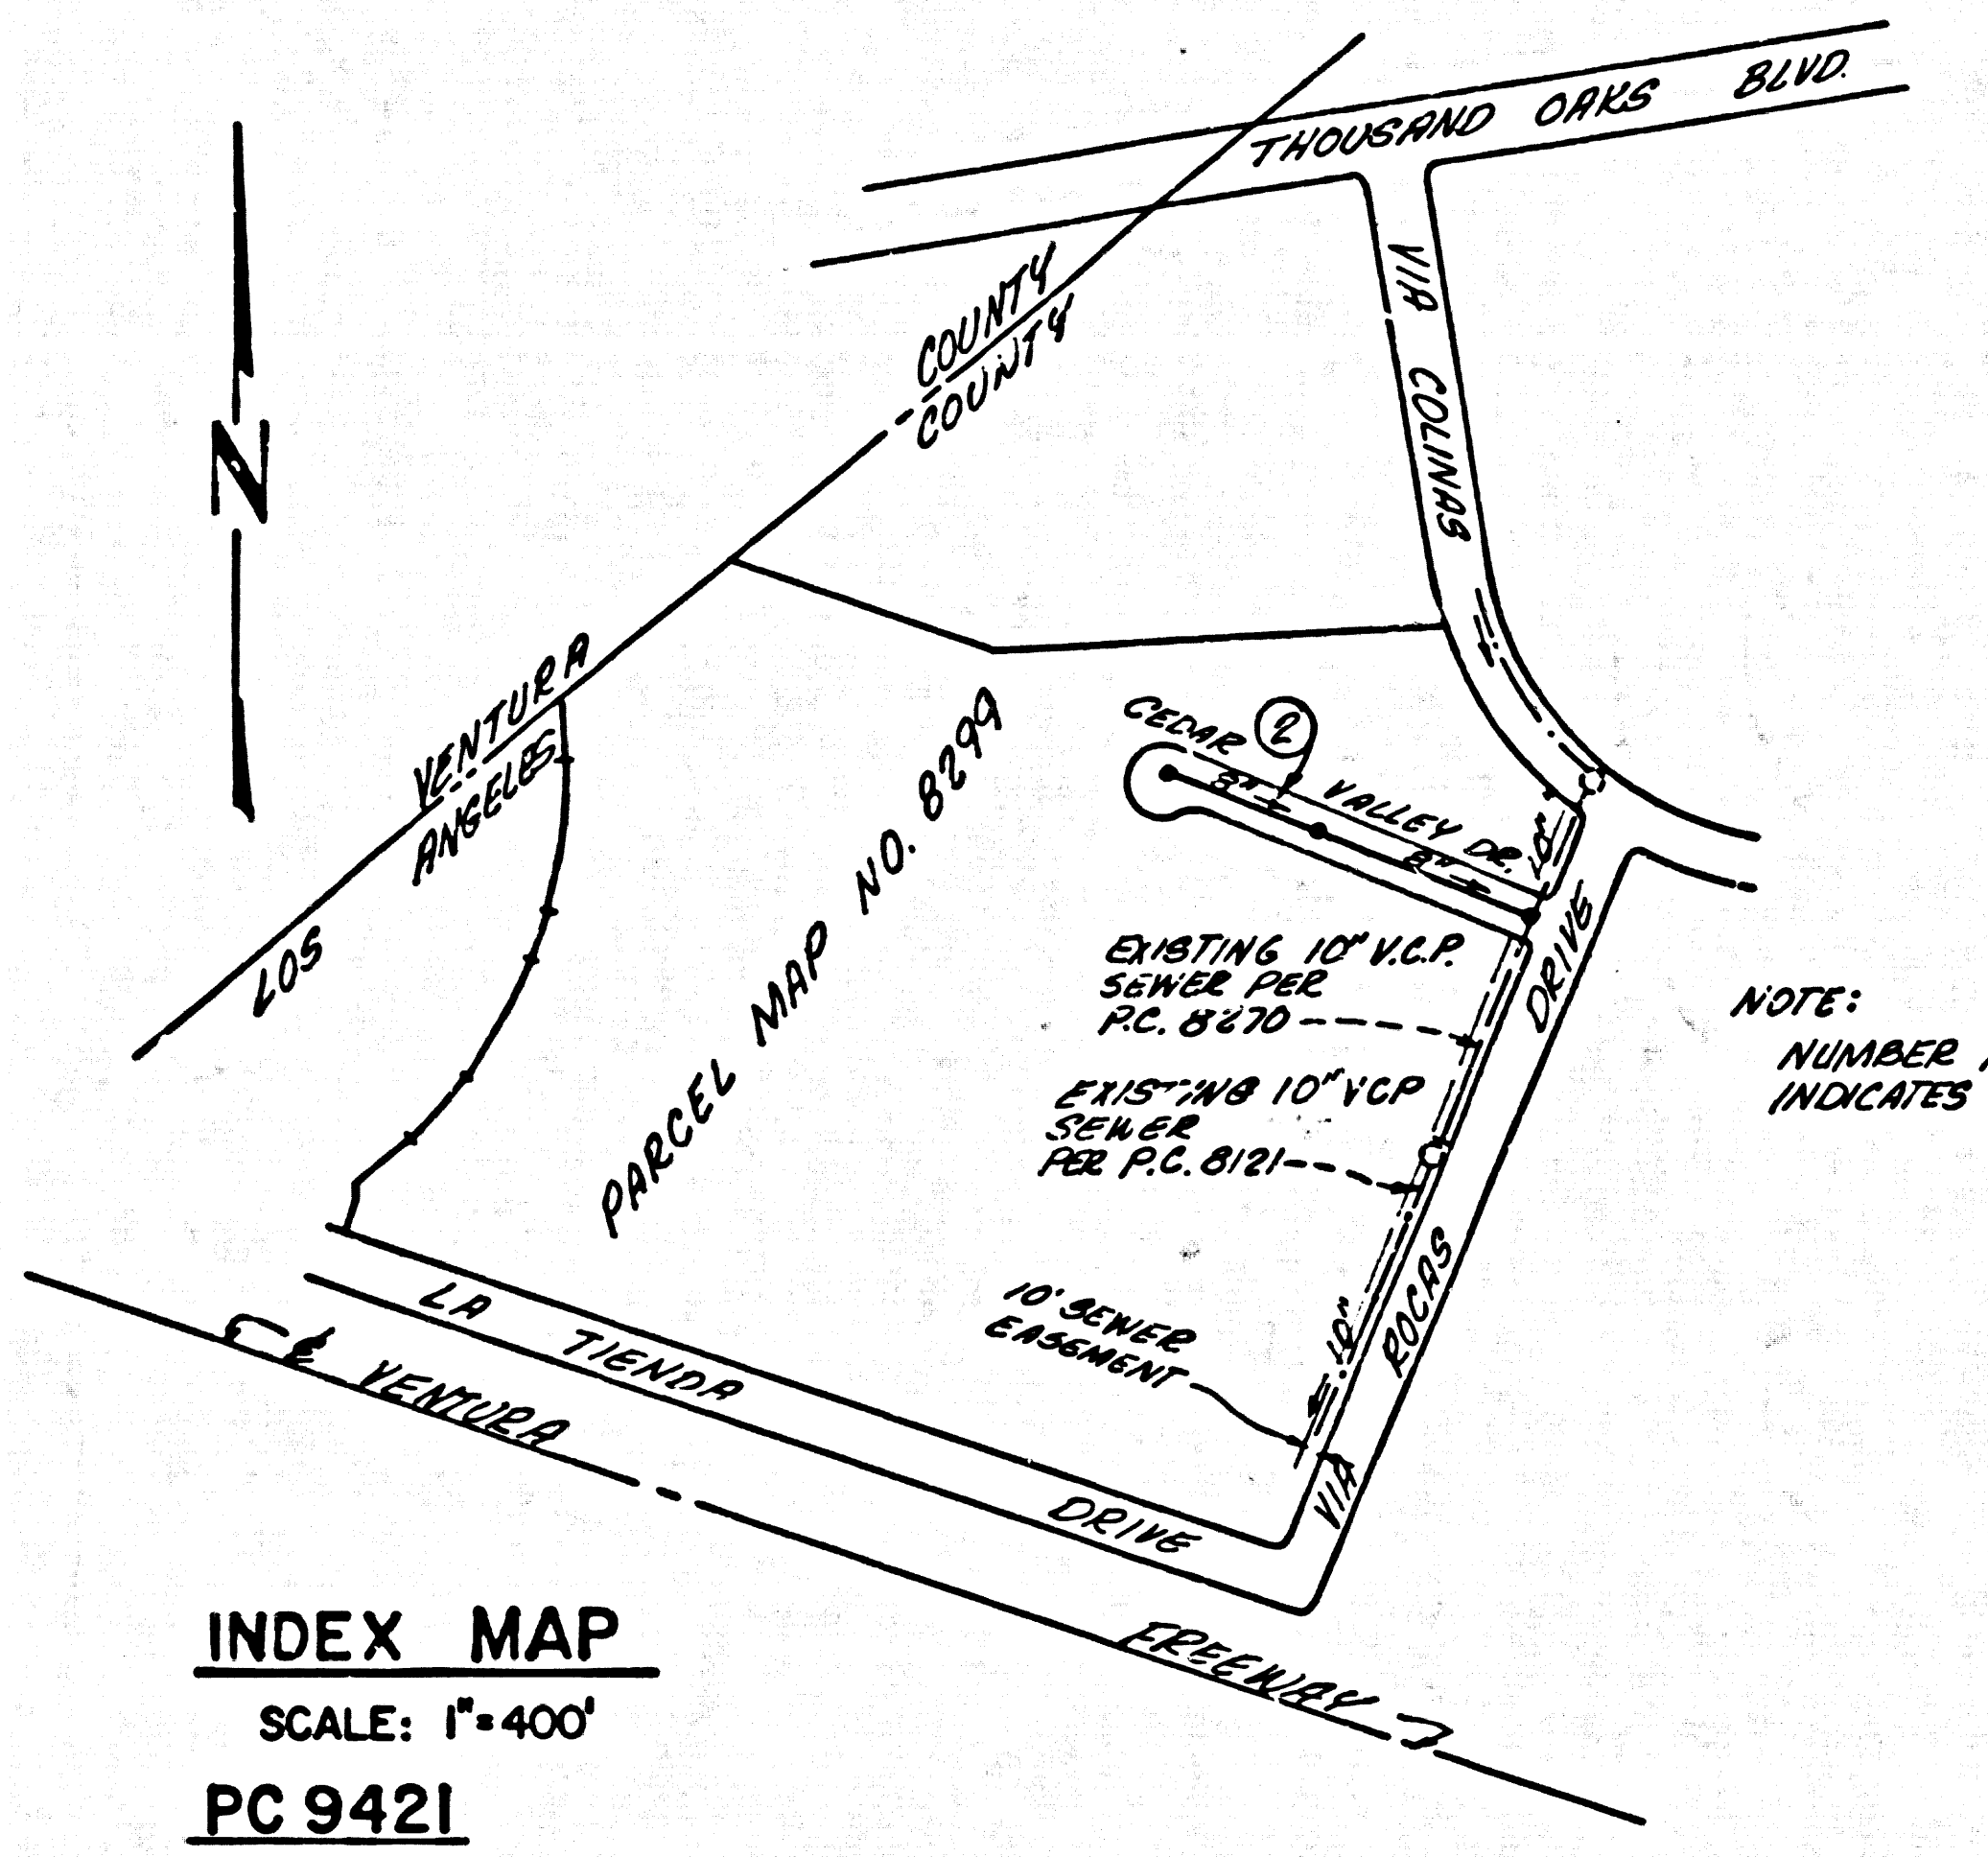 THOUSAND OAKS BLVD.
VIA COLINAS
COUNTY
COUNTY
N
VENTURA
LOS ANGELES
PARCEL MAP NO. 8299
CEDAR VALLEY DR.
2
8"
8"
10"
EXISTING 10" V.C.P.
SEWER PER
P.C. 8270
EXISTING 10" VCP
SEWER
PER P.C. 8121
10' SEWER
EASEMENT
10"
VIA ROCAS DRIVE
NOTE:
NUMBER
INDICATES
LA TIENDA DRIVE
℄ VENTURA FREEWAY
INDEX MAP
SCALE: 1"=400'
PC 9421